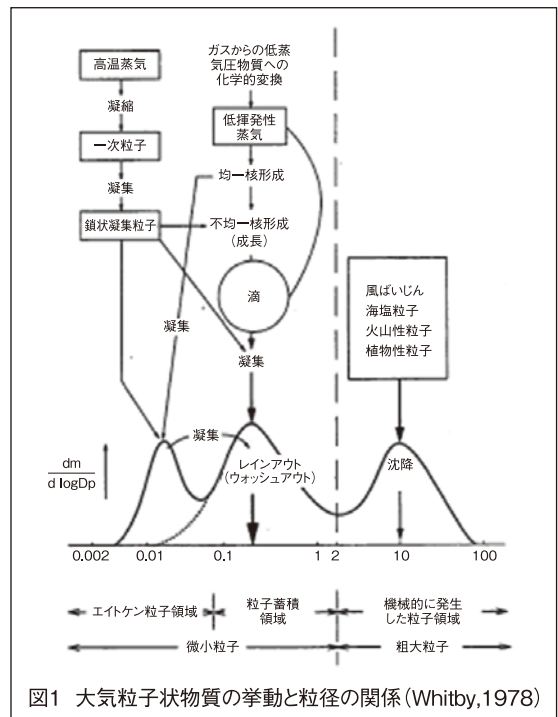 高温蒸気
凝縮
一次粒子
凝集
鎖状凝集粒子
ガスからの低蒸
気圧物質への
化学的変換
低揮発性
蒸気
均一核形成
不均一核形成
(成長)
滴
凝集
凝集
風ばいじん
海塩粒子
火山性粒子
植物性粒子
凝集
レインアウト
(ウォッシュアウト)
沈降
dm
d logDp
0.002 0.01 0.1 1 2 10 100
エイトケン粒子領域
粒子蓄積
領域
機械的に発生
した粒子領域
微小粒子
粗大粒子
図1 大気粒子状物質の挙動と粒径の関係(Whitby,1978)